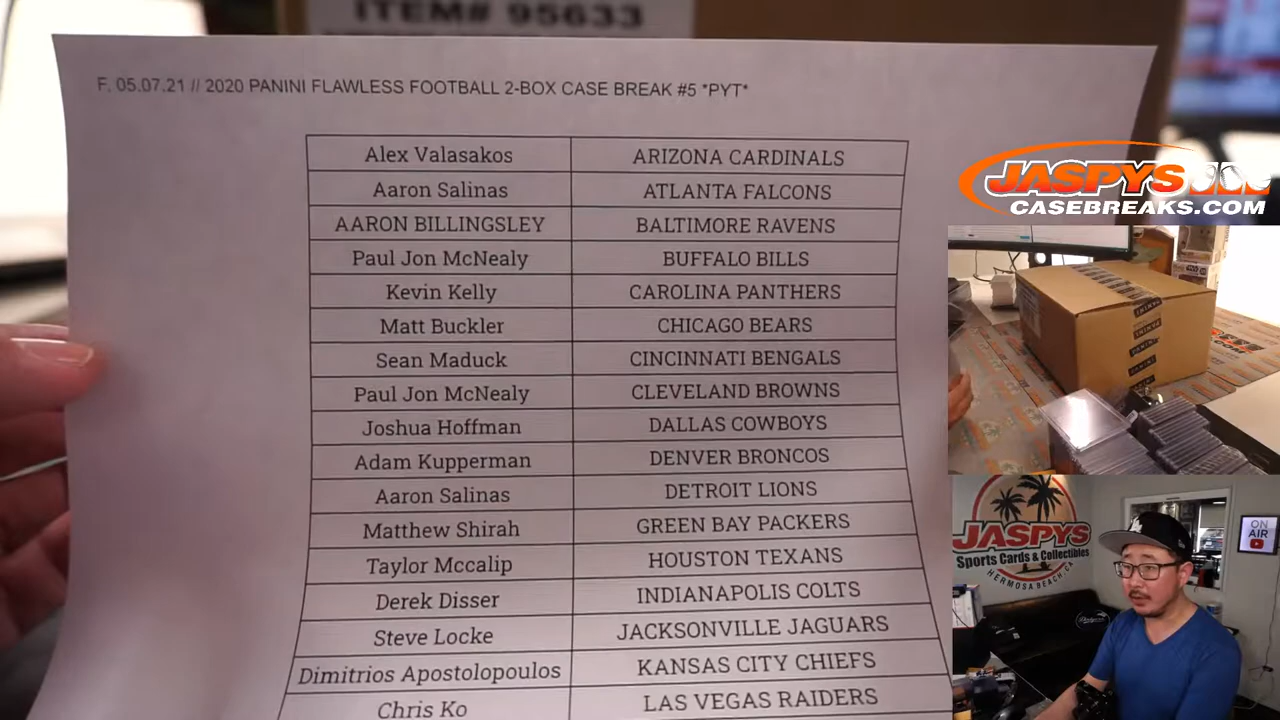 ITEM# 95633
F. 05.07.21 // 2020 PANINI FLAWLESS FOOTBALL 2-BOX CASE BREAK #5 *PYT*
Alex Valasakos ARIZONA CARDINALS
Aaron Salinas ATLANTA FALCONS
AARON BILLINGSLEY BALTIMORE RAVENS
Paul Jon McNealy BUFFALO BILLS
Kevin Kelly CAROLINA PANTHERS
Matt Buckler CHICAGO BEARS
Sean Maduck CINCINNATI BENGALS
Paul Jon McNealy CLEVELAND BROWNS
Joshua Hoffman DALLAS COWBOYS
Adam Kupperman DENVER BRONCOS
Aaron Salinas DETROIT LIONS
Matthew Shirah GREEN BAY PACKERS
Taylor Mccalip HOUSTON TEXANS
Derek Disser INDIANAPOLIS COLTS
Steve Locke JACKSONVILLE JAGUARS
Dimitrios Apostolopoulos KANSAS CITY CHIEFS
Chris Ko LAS VEGAS RAIDERS
JASPYS
CASEBREAKS.COM
PANINI
PANINI
PANINI
JASPYS
Sports Cards & Collectibles
HERMOSA BEACH, CA
ON
AIR